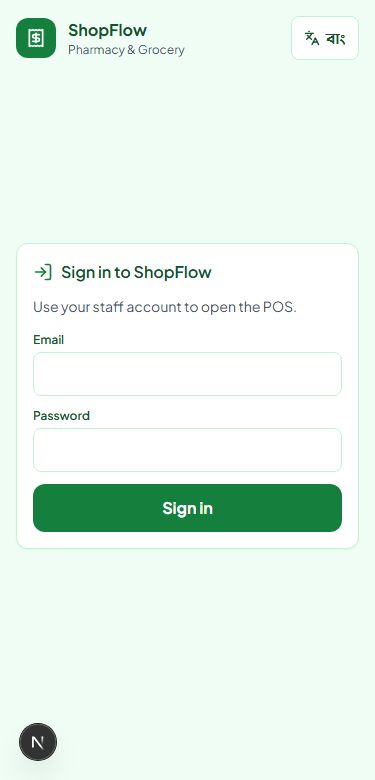 ShopFlow
Pharmacy & Grocery
বাং
Sign in to ShopFlow
Use your staff account to open the POS.
Email
Password
Sign in
N